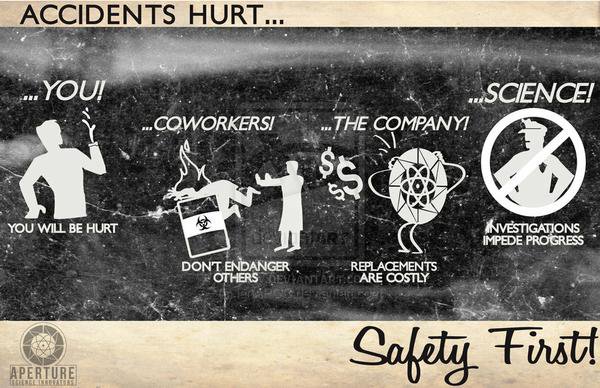 ACCIDENTS HURT...
...YOU!
YOU WILL BE HURT
...COWORKERS!
DON'T ENDANGER
OTHERS
...THE COMPANY!
$
$
$
REPLACEMENTS
ARE COSTLY
...SCIENCE!
INVESTIGATIONS
IMPEDE PROGRESS
Safety First!
APERTURE
SCIENCE INNOVATORS